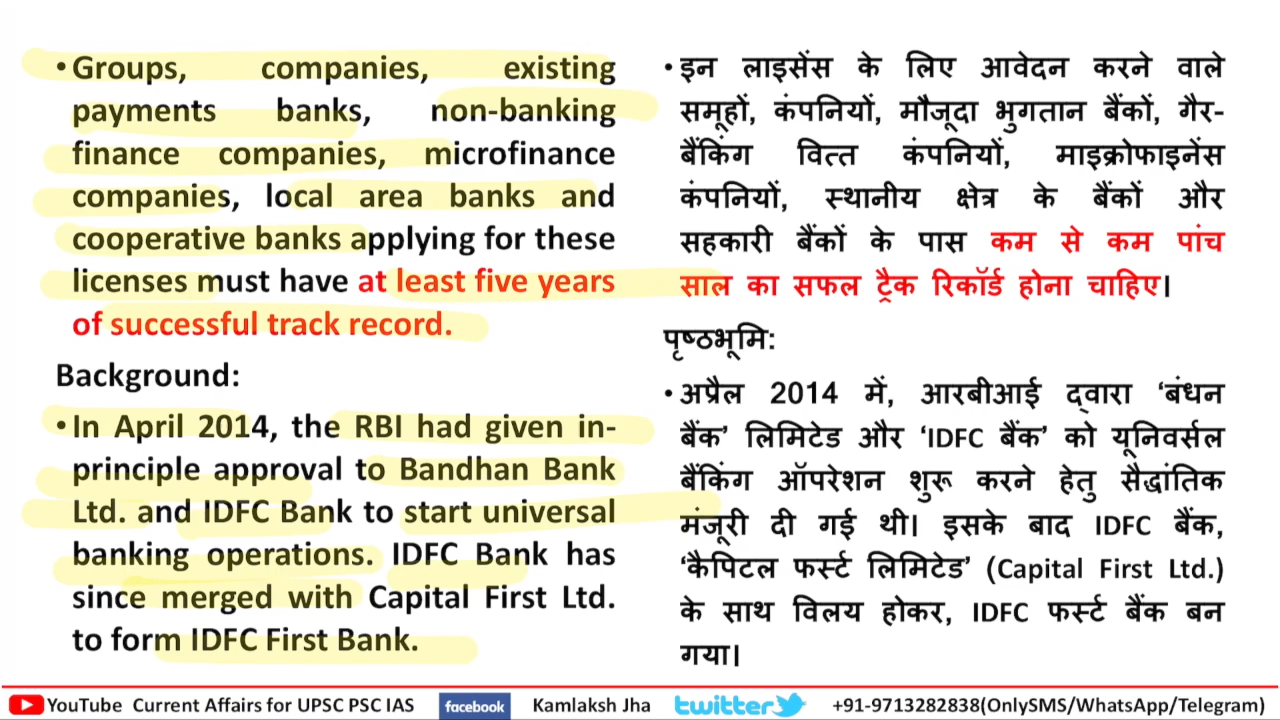 •Groups, companies, existing
payments banks, non-banking
finance companies, microfinance
companies, local area banks and
cooperative banks applying for these
licenses must have at least five years
of successful track record.
Background:
•In April 2014, the RBI had given in-
principle approval to Bandhan Bank
Ltd. and IDFC Bank to start universal
banking operations. IDFC Bank has
since merged with Capital First Ltd.
to form IDFC First Bank.
•इन लाइसेंस के लिए आवेदन करने वाले
समूहों, कंपनियों, मौजूदा भुगतान बैंकों, गैर-
बैंकिंग वित्त कंपनियों, माइक्रोफाइनेंस
कंपनियों, स्थानीय क्षेत्र के बैंकों और
सहकारी बैंकों के पास कम से कम पांच
साल का सफल ट्रैक रिकॉर्ड होना चाहिए।
पृष्ठभूमि:
•अप्रैल 2014 में, आरबीआई द्वारा ‘बंधन
बैंक’ लिमिटेड और ‘IDFC बैंक’ को यूनिवर्सल
बैंकिंग ऑपरेशन शुरू करने हेतु सैद्धांतिक
मंजूरी दी गई थी। इसके बाद IDFC बैंक,
‘कैपिटल फर्स्ट लिमिटेड’ (Capital First Ltd.)
के साथ विलय होकर, IDFC फर्स्ट बैंक बन
गया।
YouTube Current Affairs for UPSC PSC IAS facebook Kamlaksh Jha twitter +91-9713282838(OnlySMS/WhatsApp/Telegram)